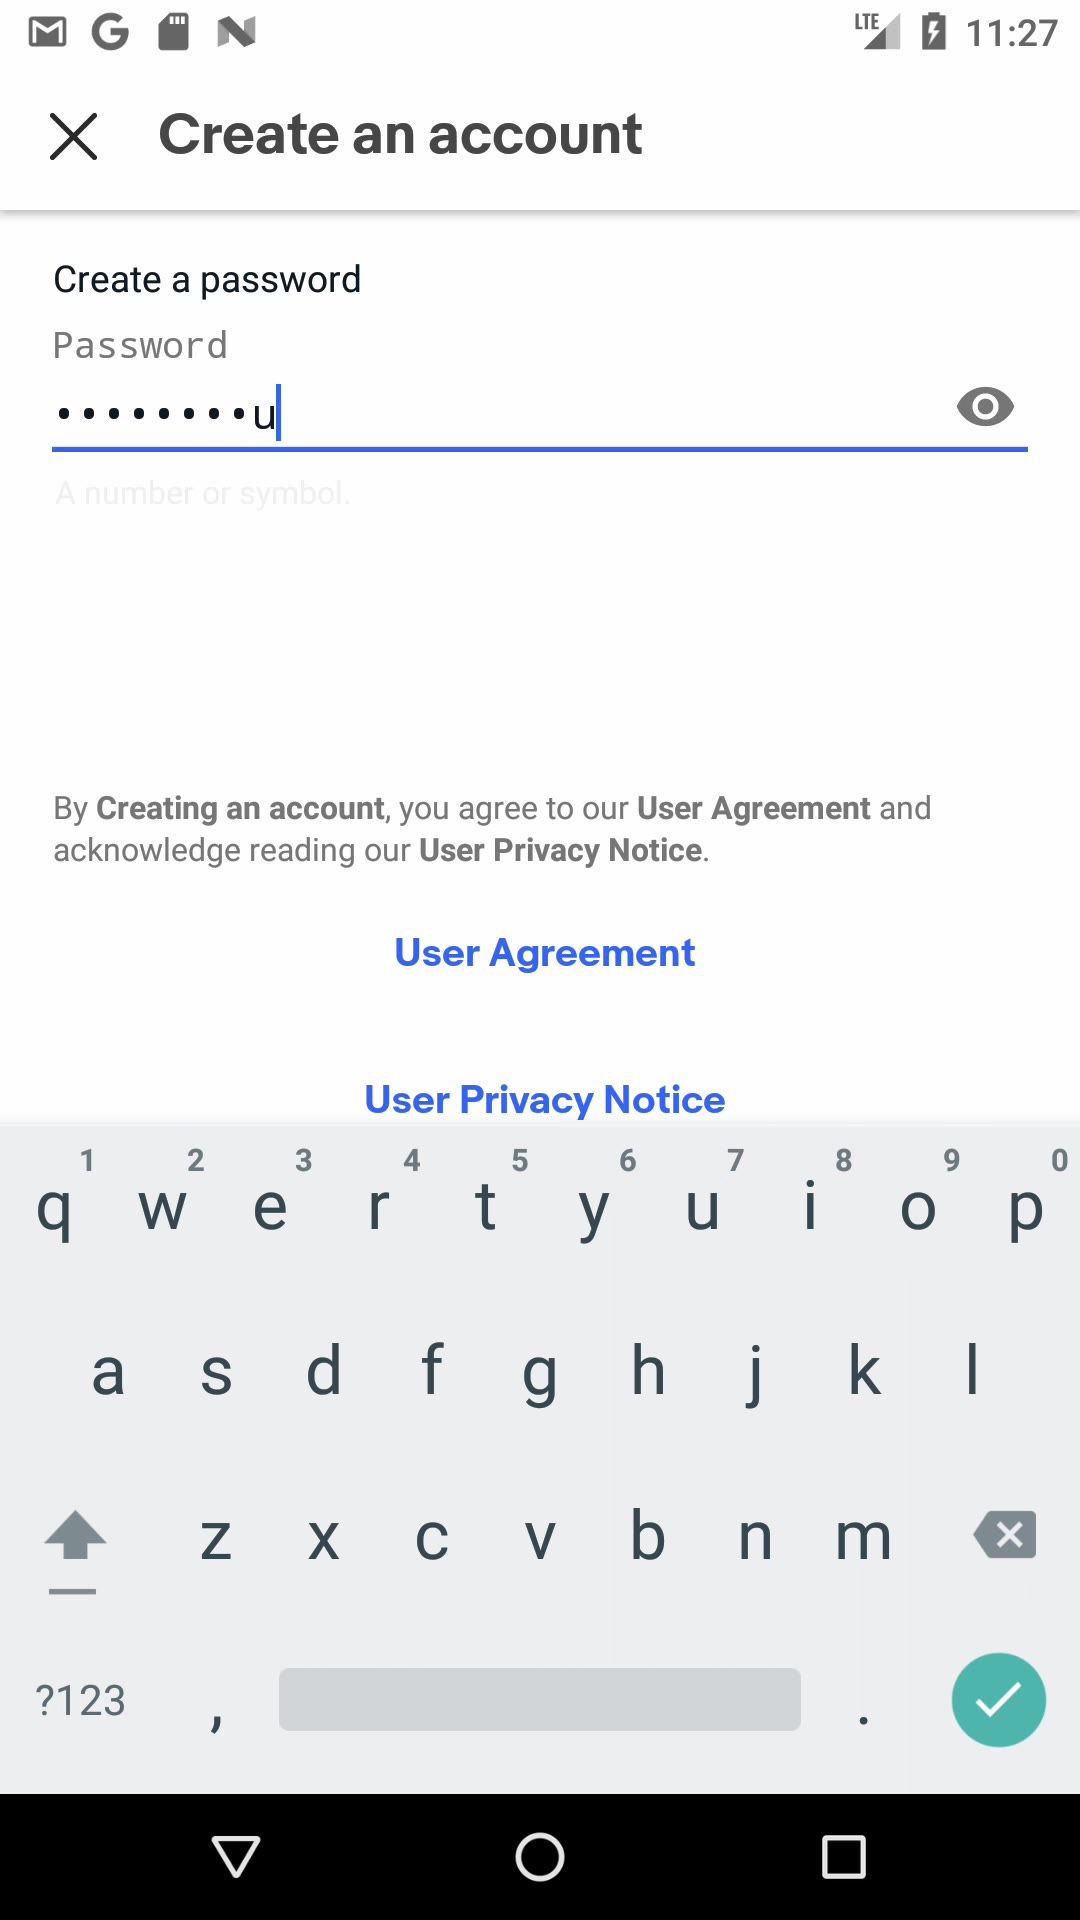 LTE 11:27
Create an account
Create a password
Password
••••••••u
A number or symbol.
By Creating an account, you agree to our User Agreement and
acknowledge reading our User Privacy Notice.
User Agreement
User Privacy Notice
1 2 3 4 5 6 7 8 9 0
q w e r t y u i o p
a s d f g h j k l
z x c v b n m
?123 , .